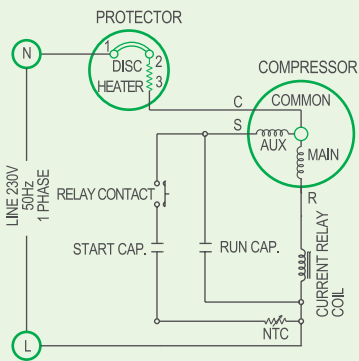 PROTECTOR
N
1
2
3
DISC
HEATER
COMPRESSOR
C
COMMON
S
AUX
MAIN
R
LINE 230V
50Hz
1 PHASE
RELAY CONTACT
START CAP.
RUN CAP.
CURRENT RELAY
COIL
NTC
L